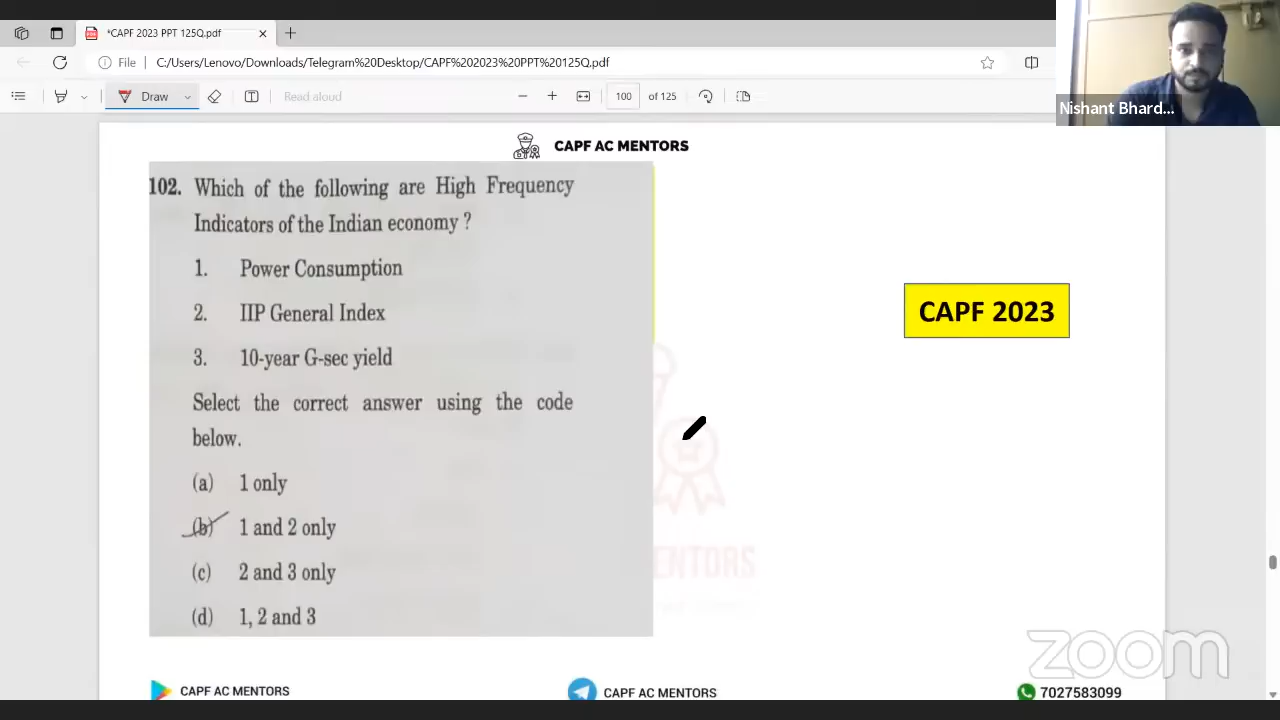 *CAPF 2023 PPT 125Q.pdf
File
C:/Users/Lenovo/Downloads/Telegram%20Desktop/CAPF%202023%20PPT%20125Q.pdf
Draw
Read aloud
100 of 125
Nishant Bhard...
CAPF AC MENTORS
102. Which of the following are High Frequency
Indicators of the Indian economy ?
1. Power Consumption
2. IIP General Index
3. 10-year G-sec yield
Select the correct answer using the code
below.
(a) 1 only
(b) 1 and 2 only
(c) 2 and 3 only
(d) 1, 2 and 3
CAPF 2023
MENTORS
zoom
CAPF AC MENTORS
CAPF AC MENTORS
7027583099